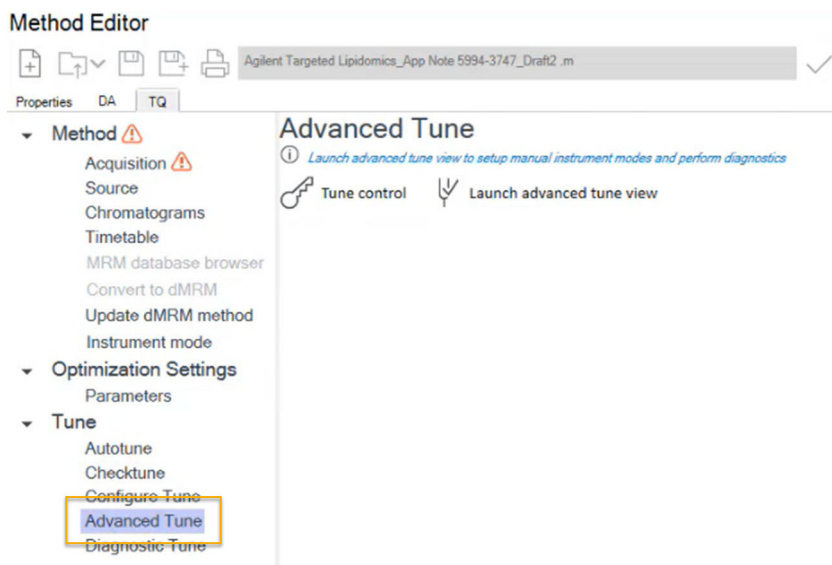 Method Editor
Agilent Targeted Lipidomics_App Note 5994-3747_Draft2 .m
Properties DA TQ
Method
Acquisition
Source
Chromatograms
Timetable
MRM database browser
Convert to dMRM
Update dMRM method
Instrument mode
Optimization Settings
Parameters
Tune
Autotune
Checktune
Configure Tune
Advanced Tune
Diagnostic Tune
Advanced Tune
Launch advanced tune view to setup manual instrument modes and perform diagnostics
Tune control Launch advanced tune view